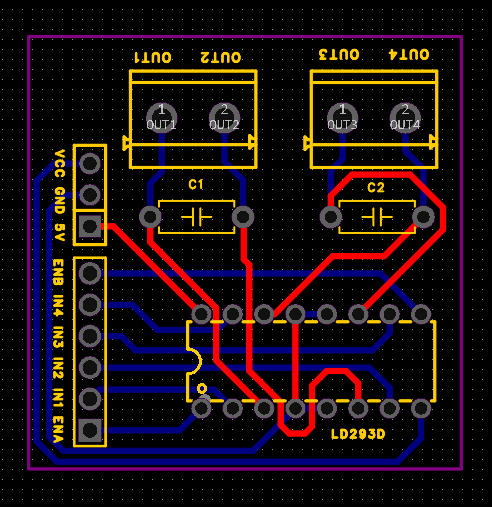 OUT1 OUT2 OUT3 OUT4
1 2 1 2
OUT1 OUT2 OUT3 OUT4
C1 C2
VCC
GND
5V
ENB
IN4
IN3
IN2
IN1
ENA
LD293D